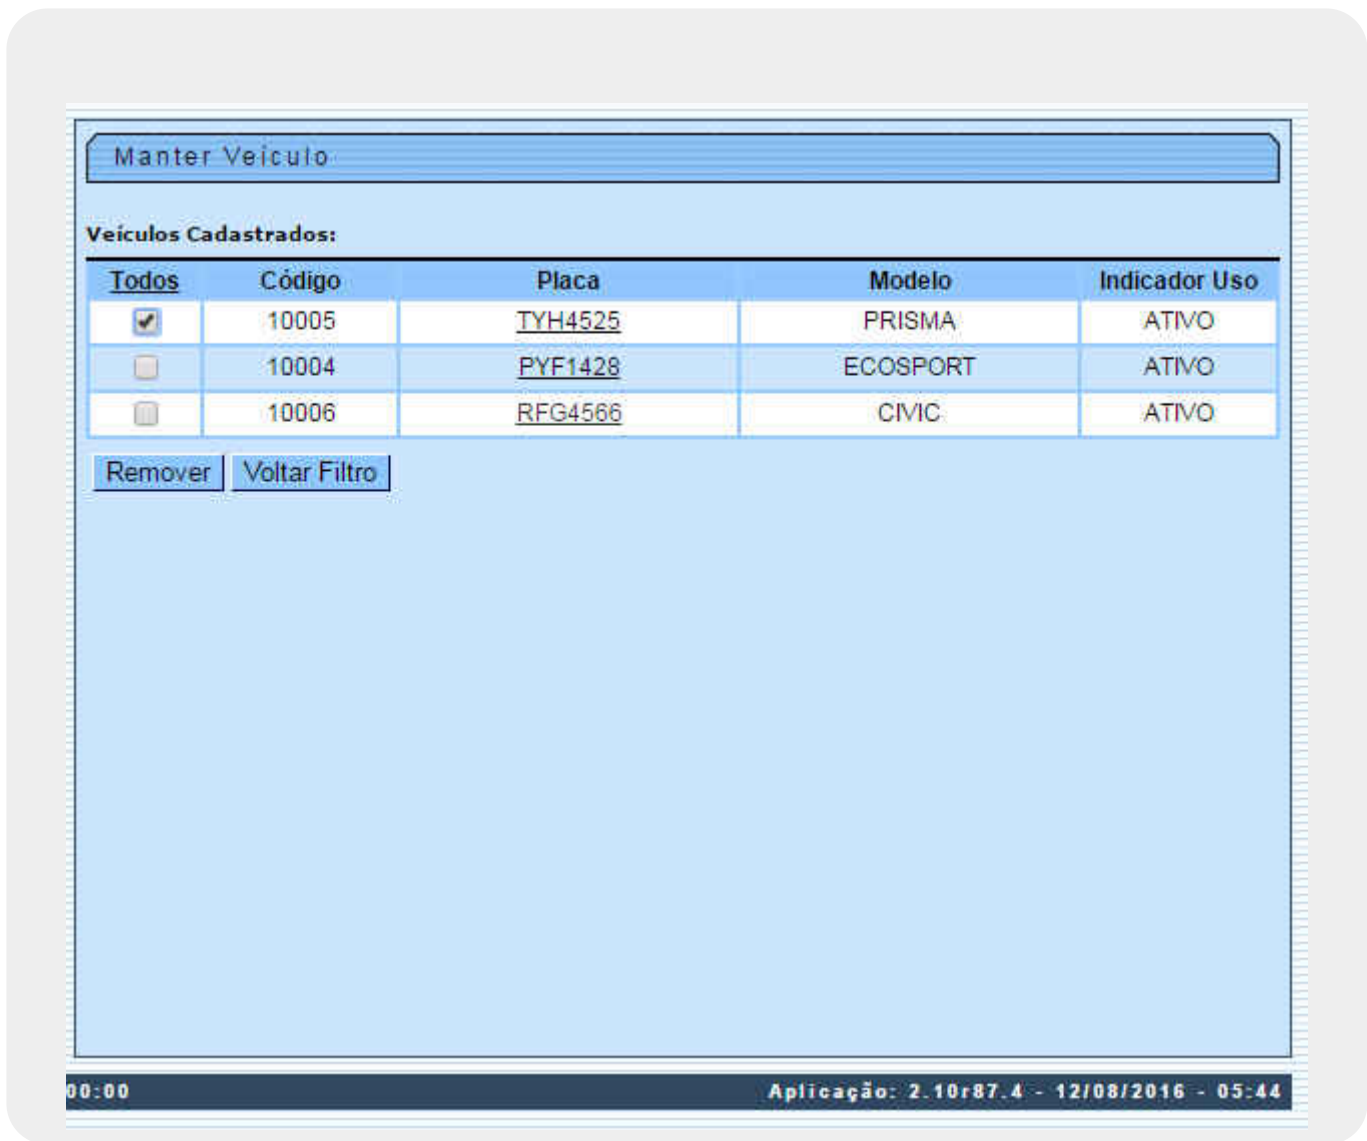 Manter Veículo
Veículos Cadastrados:
Todos Código Placa Modelo Indicador Uso
10005 TYH4525 PRISMA ATIVO
10004 PYF1428 ECOSPORT ATIVO
10006 RFG4566 CIVIC ATIVO
Remover Voltar Filtro
00:00 Aplicação: 2.10r87.4 - 12/08/2016 - 05:44